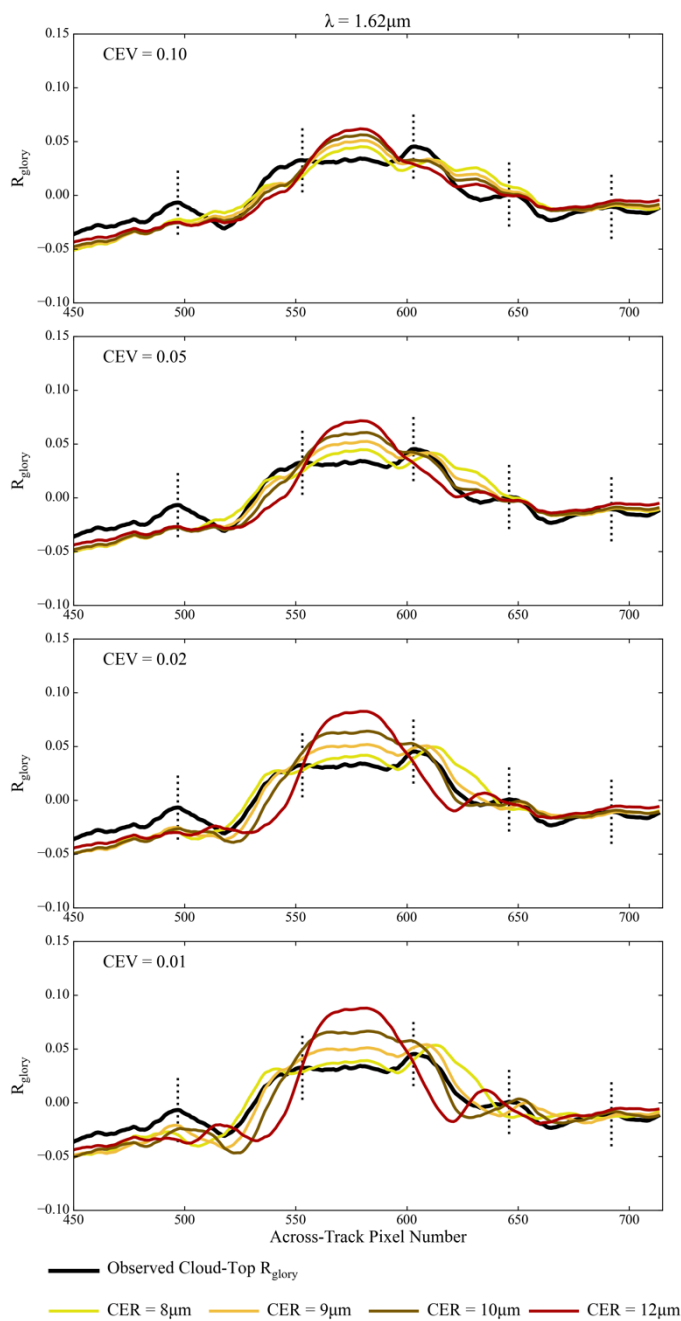 λ = 1.62μm
CEV = 0.10
0.15
0.10
0.05
0.00
−0.05
−0.10
R_glory
450 500 550 600 650 700
CEV = 0.05
0.15
0.10
0.05
0.00
−0.05
−0.10
R_glory
450 500 550 600 650 700
CEV = 0.02
0.15
0.10
0.05
0.00
−0.05
−0.10
R_glory
450 500 550 600 650 700
CEV = 0.01
0.15
0.10
0.05
0.00
−0.05
−0.10
R_glory
450 500 550 600 650 700
Across-Track Pixel Number
Observed Cloud-Top R_glory
CER = 8μm CER = 9μm CER = 10μm CER = 12μm